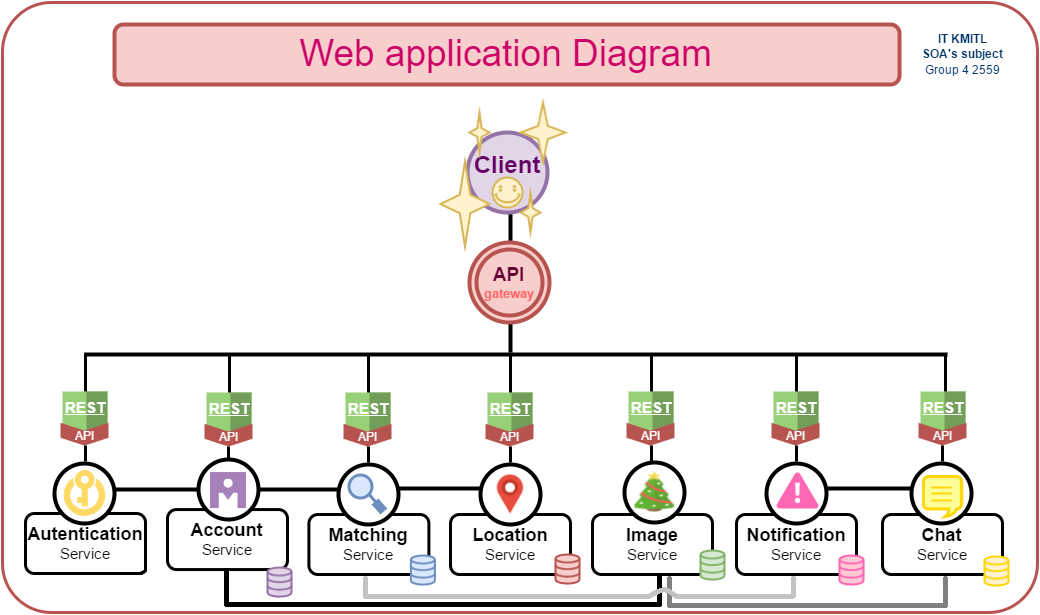 Web application Diagram
IT KMITL
SOA's subject
Group 4 2559
Client
API
gateway
REST
API
REST
API
REST
API
REST
API
REST
API
REST
API
REST
API
Autentication
Service
Account
Service
Matching
Service
Location
Service
Image
Service
Notification
Service
Chat
Service